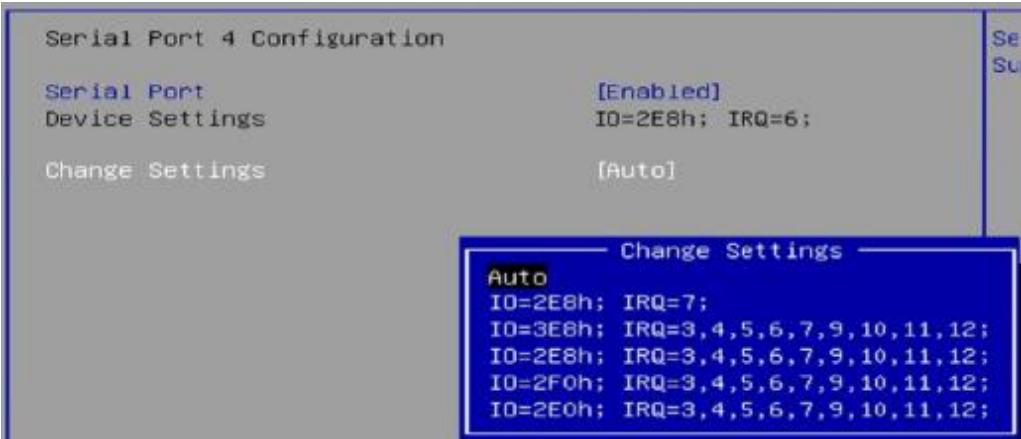 Serial Port 4 Configuration
Se
Su
Serial Port [Enabled]
Device Settings IO=2E8h; IRQ=6;
Change Settings [Auto]
Change Settings
Auto
IO=2E8h; IRQ=7;
IO=3E8h; IRQ=3,4,5,6,7,9,10,11,12;
IO=2E8h; IRQ=3,4,5,6,7,9,10,11,12;
IO=2F0h; IRQ=3,4,5,6,7,9,10,11,12;
IO=2E0h; IRQ=3,4,5,6,7,9,10,11,12;